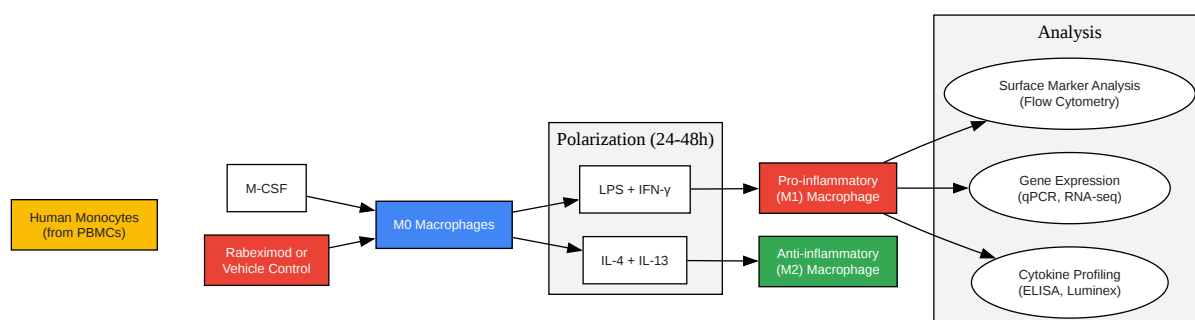 Human Monocytes
(from PBMCs)
M-CSF
Rabeximod or
Vehicle Control
M0 Macrophages
Polarization (24-48h)
LPS + IFN-γ
IL-4 + IL-13
Pro-inflammatory
(M1) Macrophage
Anti-inflammatory
(M2) Macrophage
Analysis
Surface Marker Analysis
(Flow Cytometry)
Gene Expression
(qPCR, RNA-seq)
Cytokine Profiling
(ELISA, Luminex)